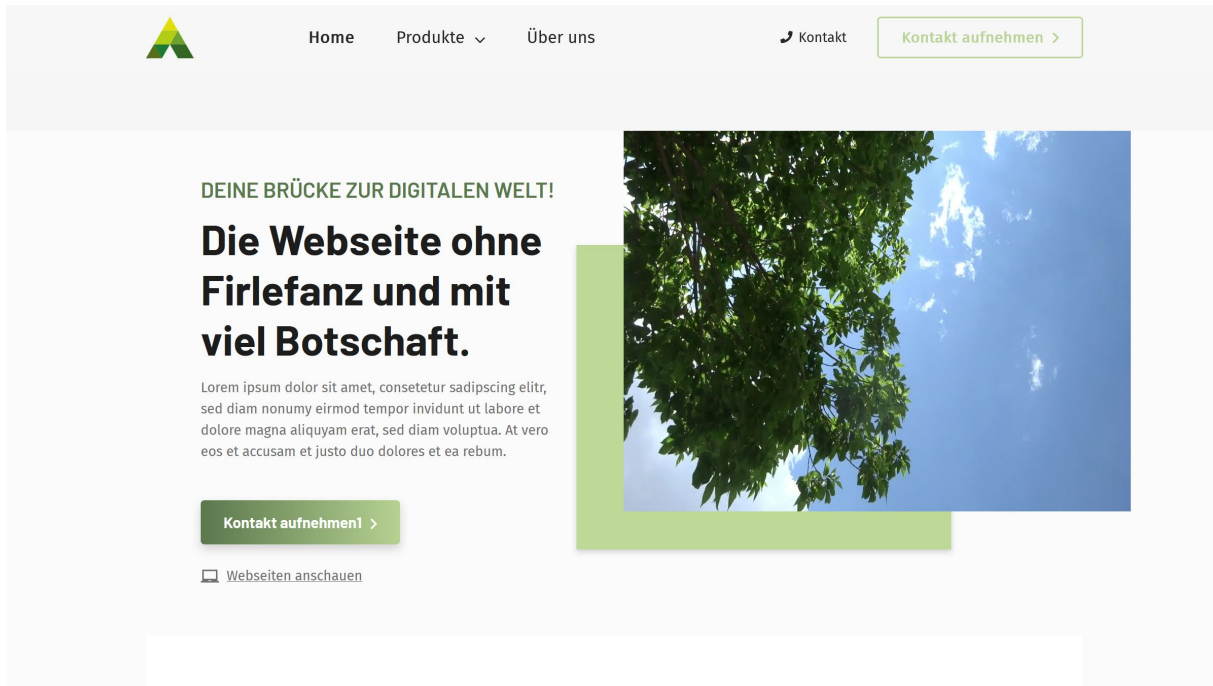 Home Produkte Über uns Kontakt Kontakt aufnehmen
DEINE BRÜCKE ZUR DIGITALEN WELT!
Die Webseite ohne
Firlefanz und mit
viel Botschaft.
Lorem ipsum dolor sit amet, consetetur sadipscing elitr,
sed diam nonumy eirmod tempor invidunt ut labore et
dolore magna aliquyam erat, sed diam voluptua. At vero
eos et accusam et justo duo dolores et ea rebum.
Kontakt aufnehmen1
Webseiten anschauen